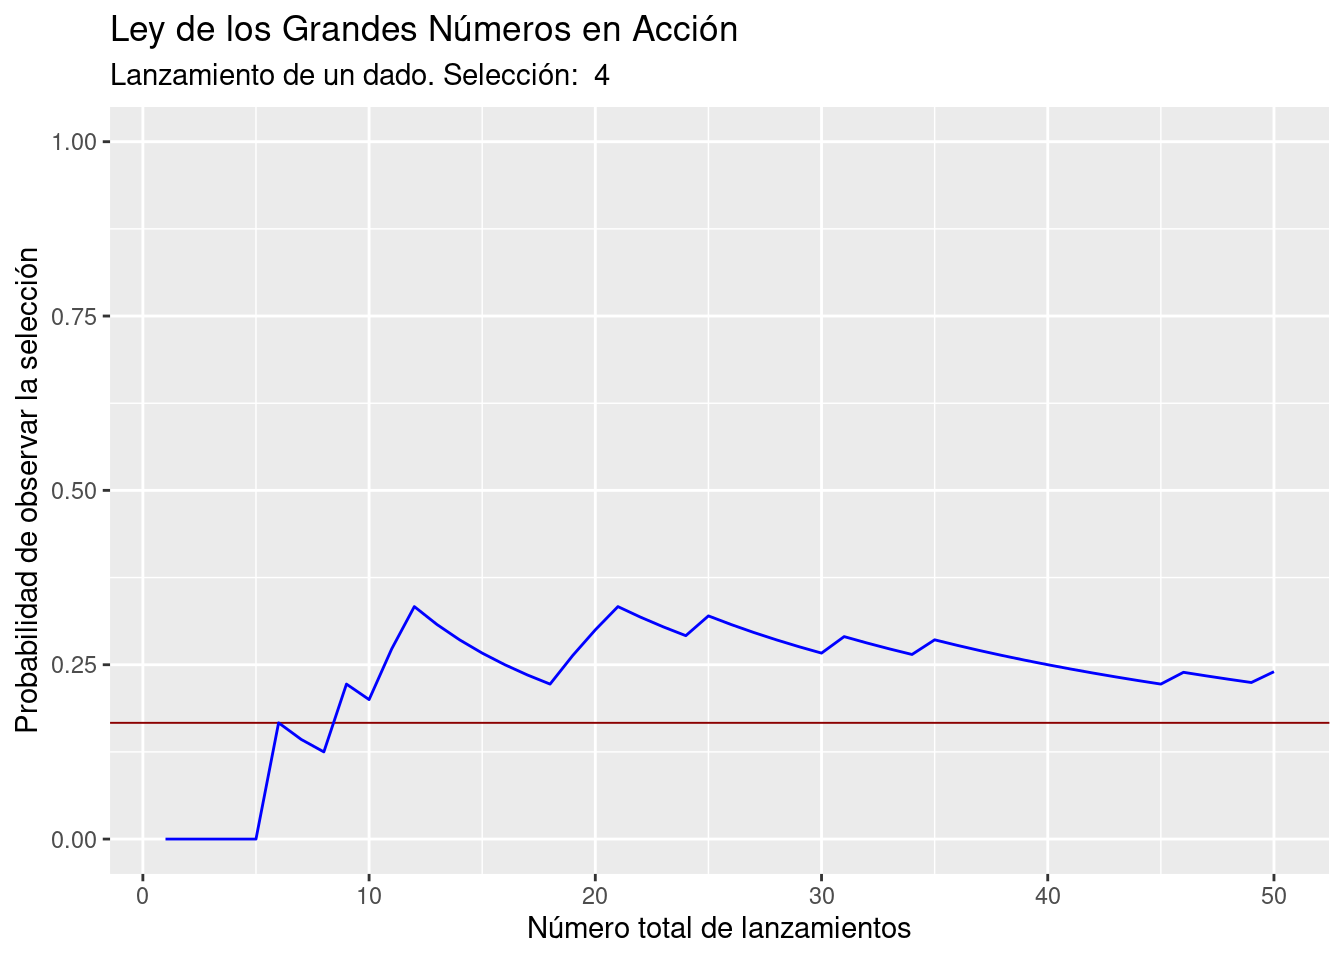 Ley de los Grandes Números en Acción
Lanzamiento de un dado. Selección:  4
Probabilidad de observar la selección
1.00
0.75
0.50
0.25
0.00
0 10 20 30 40 50
Número total de lanzamientos